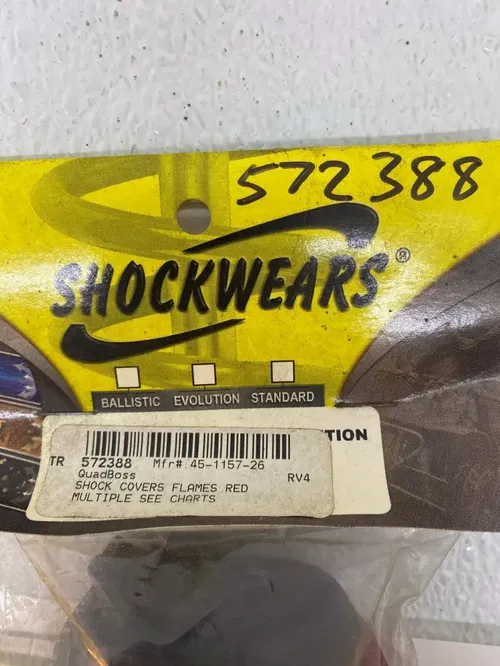 572388
SHOCKWEARS®
BALLISTIC EVOLUTION STANDARD
TION
TR 572388 Mfr#: 45-1157-26
QuadBoss RV4
SHOCK COVERS FLAMES RED
MULTIPLE SEE CHARTS